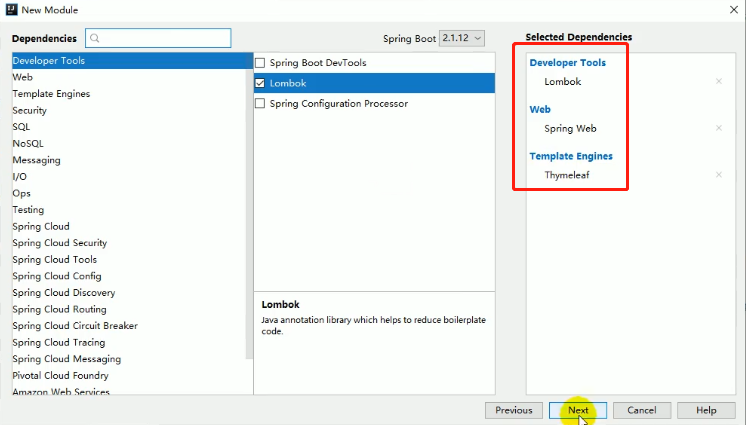 New Module
Dependencies
Spring Boot 2.1.12
Selected Dependencies
Developer Tools
Web
Template Engines
Security
SQL
NoSQL
Messaging
I/O
Ops
Testing
Spring Cloud
Spring Cloud Security
Spring Cloud Tools
Spring Cloud Config
Spring Cloud Discovery
Spring Cloud Routing
Spring Cloud Circuit Breaker
Spring Cloud Tracing
Spring Cloud Messaging
Pivotal Cloud Foundry
Amazon Web Services
Spring Boot DevTools
Lombok
Spring Configuration Processor
Lombok
Java annotation library which helps to reduce boilerplate
code.
Developer Tools
Lombok
Web
Spring Web
Template Engines
Thymeleaf
Previous
Next
Cancel
Help